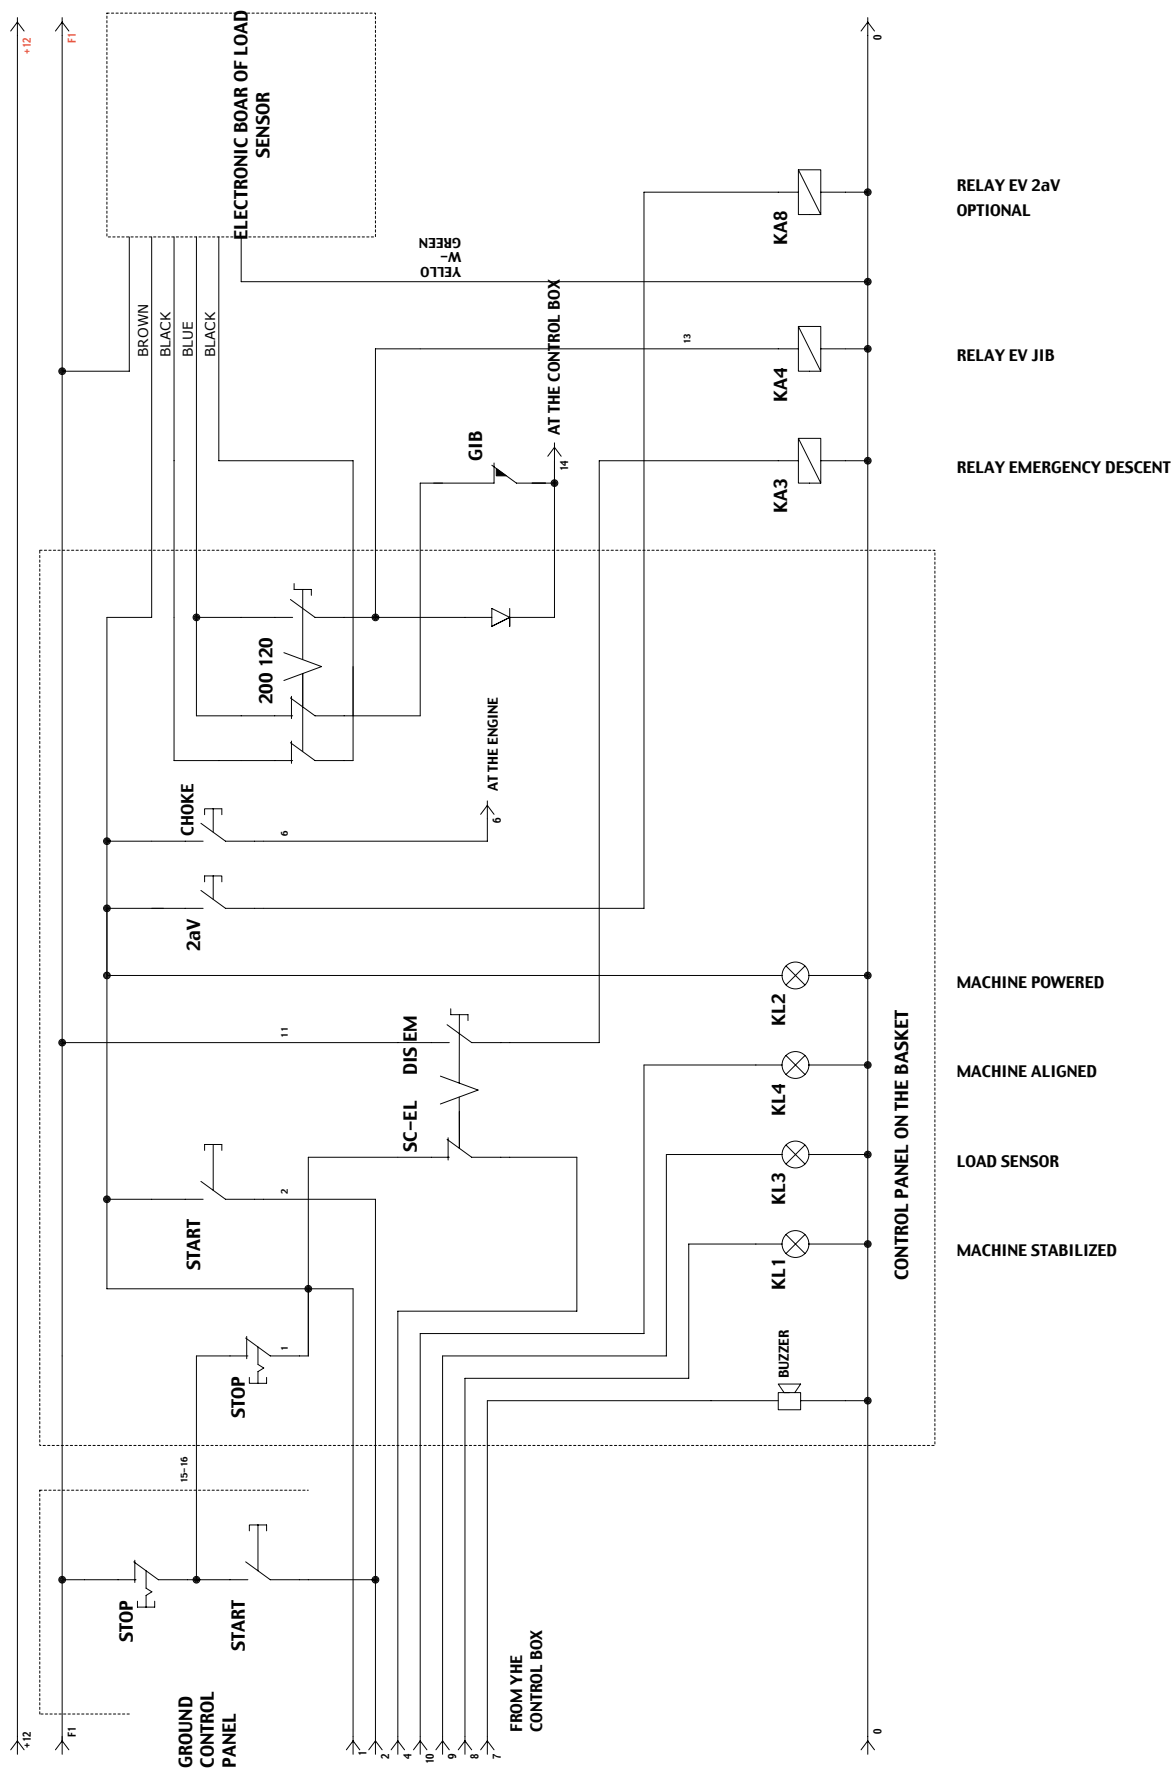 +12
F1
0
ELECTRONIC BOAR OF LOAD
SENSOR
BROWN
BLACK
BLUE
BLACK
YELLO
W-
GREEN
KA8
RELAY EV 2aV
OPTIONAL
AT THE CONTROL BOX
14
13
KA4
RELAY EV JIB
GIB
KA3
RELAY EMERGENCY DESCENT
200 120
CHOKE
6
6
AT THE ENGINE
2aV
KL2
MACHINE POWERED
11
DIS EM
SC-EL
KL4
MACHINE ALIGNED
START
2
KL3
LOAD SENSOR
CONTROL PANEL ON THE BASKET
KL1
MACHINE STABILIZED
STOP
1
BUZZER
15-16
STOP
START
GROUND
CONTROL
PANEL
FROM YHE
CONTROL BOX
+12
F1
1
2
4
10
9
8
7
0